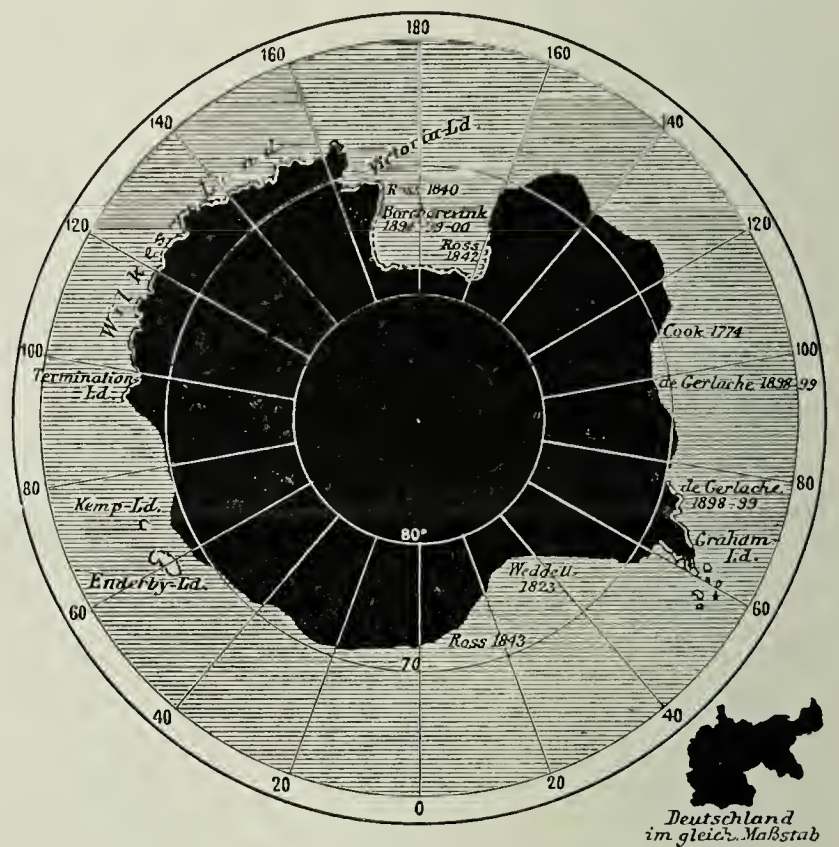 180
160
160
140
140
Wilkes-Land
Victoria-Ld.
Ross 1840
Borchgrevink
-00
Ross
1842
120
120
Cook 1774
100
100
Termination-
Ld.
de Gerlache 1898-99
80
80
de Gerlache
1898-99
Kemp-Ld.
Graham-
Ld.
80°
Enderby-Ld.
Weddell
1823
60
60
Ross 1843
70
40
40
20
20
0
Deutschland
im gleich. Maßstab